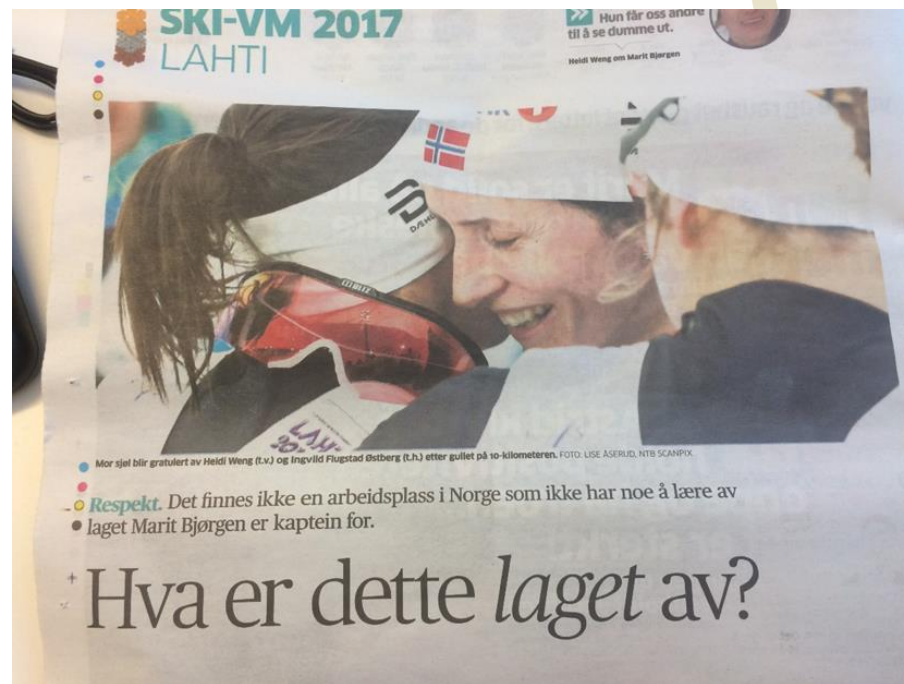 SKI-VM 2017
LAHTI
Hun får oss andre
til å se dumme ut.
Heidi Weng om Marit Bjørgen
DÆHL
Mor sjøl blir gratulert av Heidi Weng (t.v.) og Ingvild Flugstad Østberg (t.h.) etter gullet på 10-kilometeren. FOTO: LISE ÅSERUD, NTB SCANPIX
Respekt. Det finnes ikke en arbeidsplass i Norge som ikke har noe å lære av
laget Marit Bjørgen er kaptein for.
Hva er dette laget av?